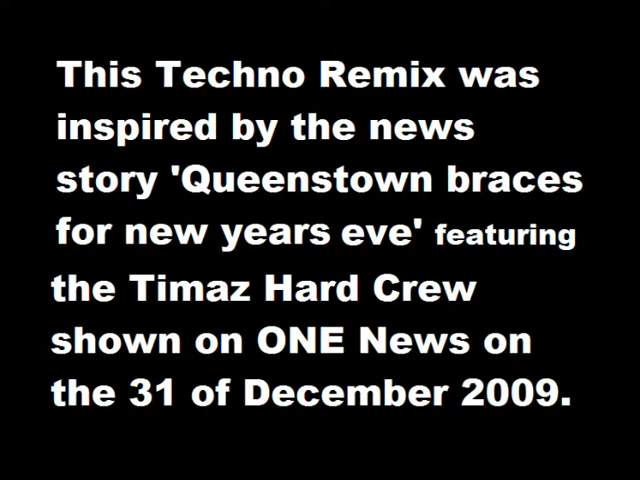 This Techno Remix was
inspired by the news
story 'Queenstown braces
for new years eve' featuring
the Timaz Hard Crew
shown on ONE News on
the 31 of December 2009.